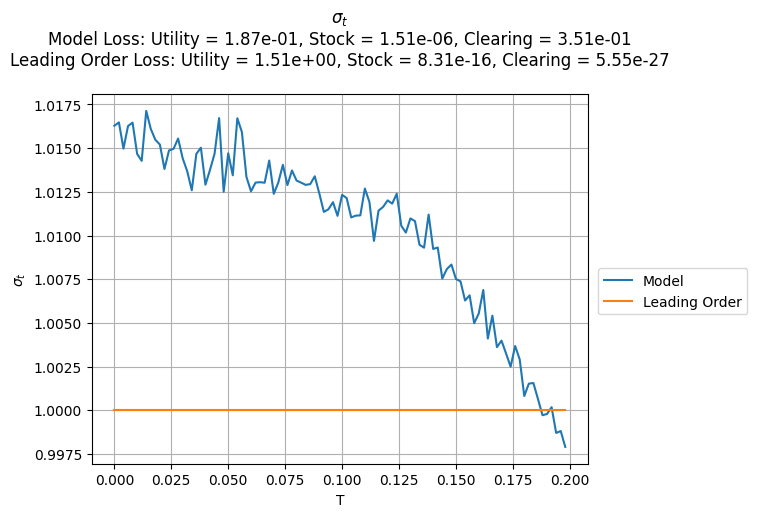 σₜ
Model Loss: Utility = 1.87e-01, Stock = 1.51e-06, Clearing = 3.51e-01
Leading Order Loss: Utility = 1.51e+00, Stock = 8.31e-16, Clearing = 5.55e-27
1.0175
1.0150
1.0125
1.0100
1.0075
1.0050
1.0025
1.0000
0.9975
σₜ
0.000 0.025 0.050 0.075 0.100 0.125 0.150 0.175 0.200
T
Model
Leading Order